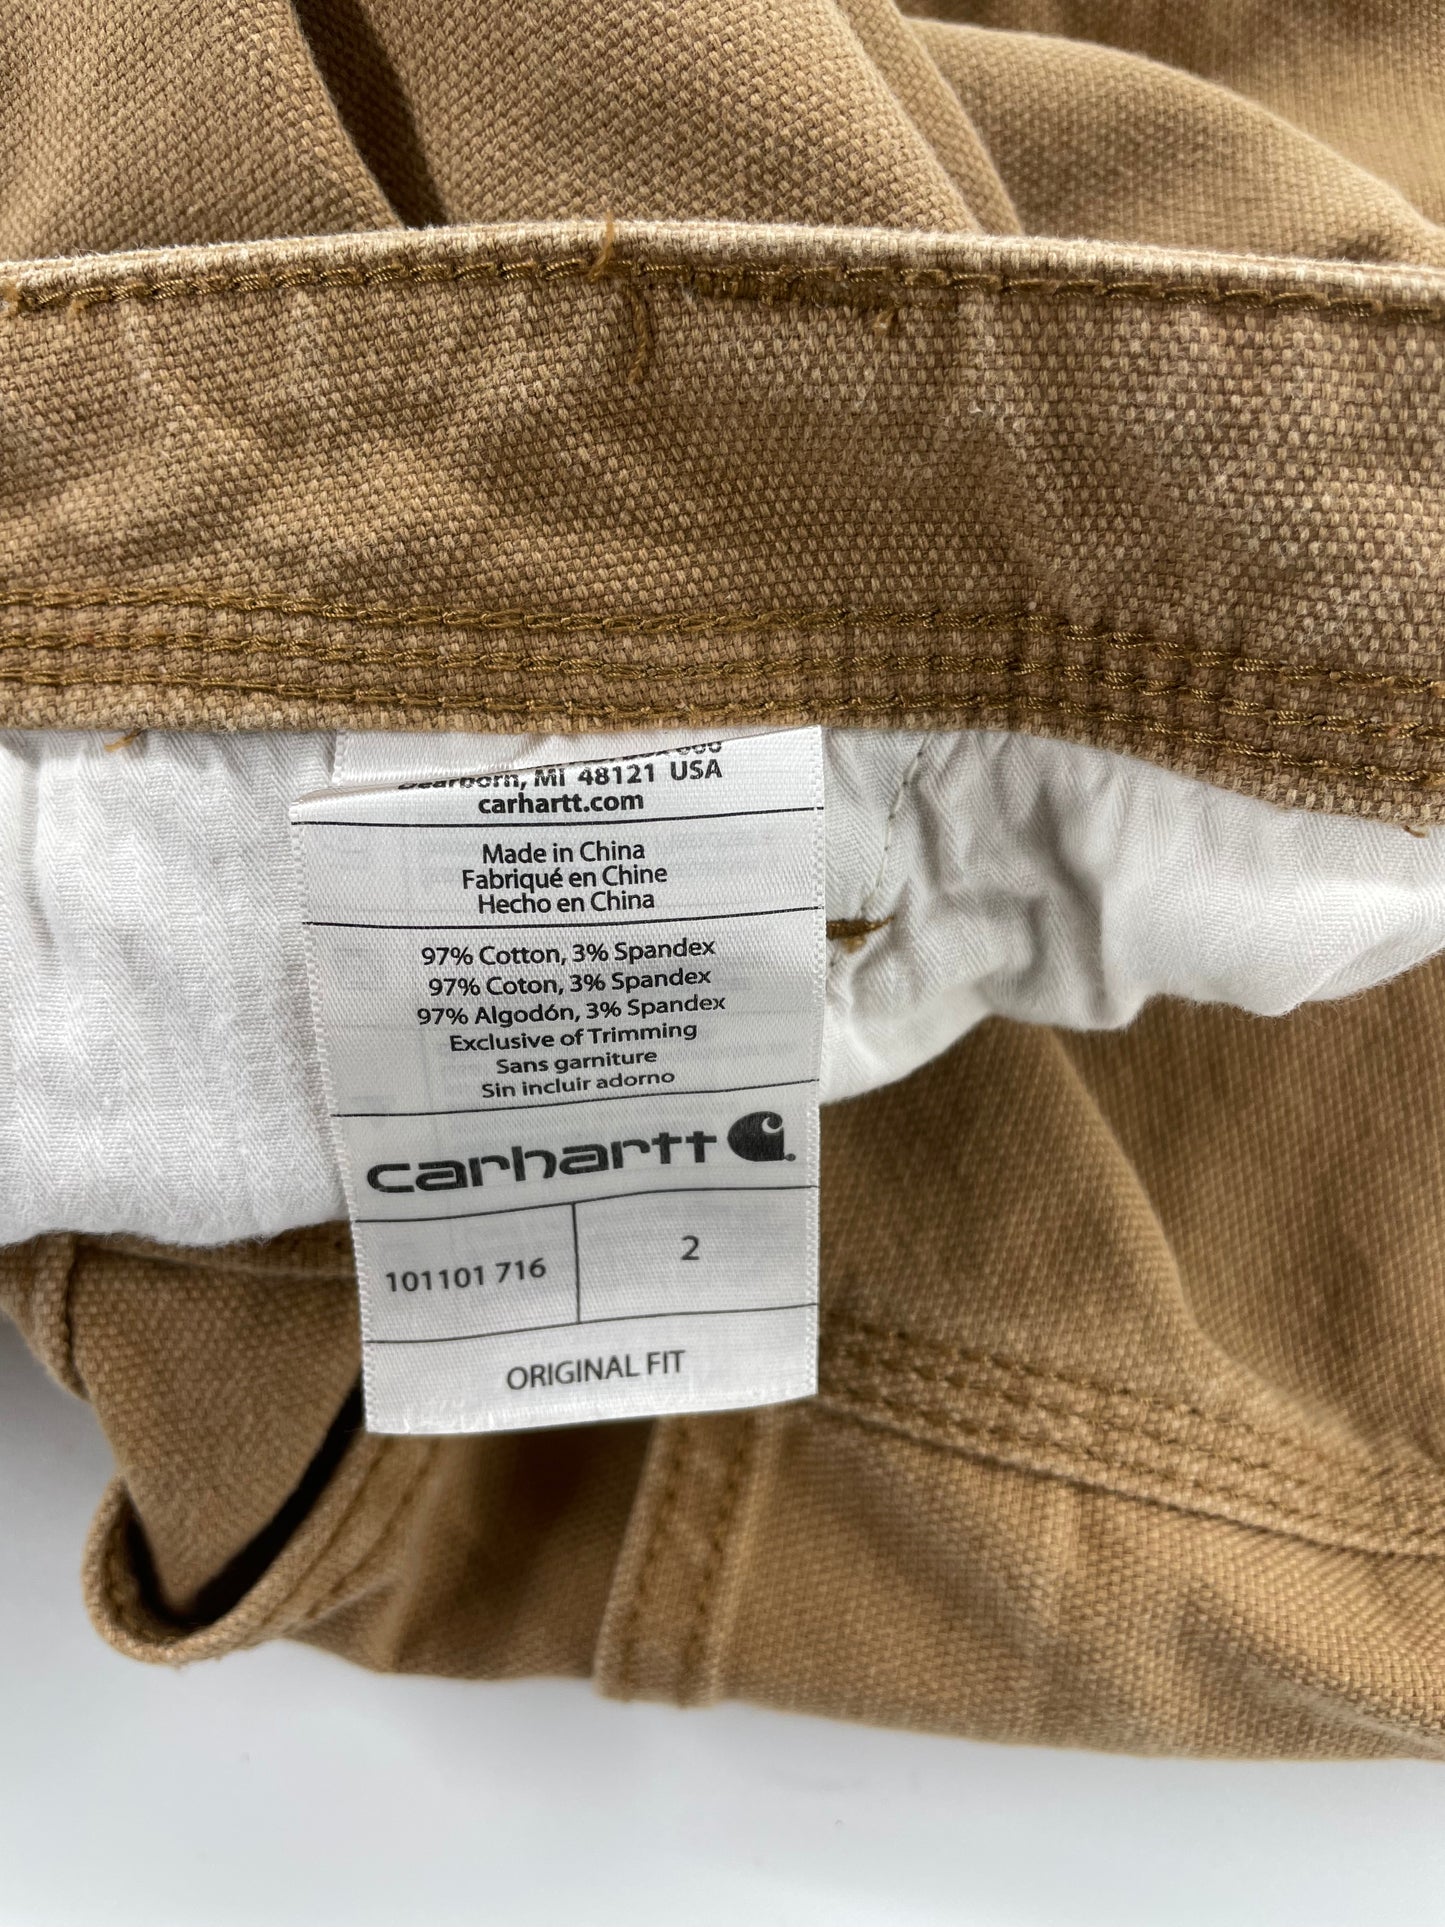 Dearborn, MI 48121 USA
carhartt.com
Made in China
Fabriqué en Chine
Hecho en China
97% Cotton, 3% Spandex
97% Coton, 3% Spandex
97% Algodón, 3% Spandex
Exclusive of Trimming
Sans garniture
Sin incluir adorno
carhartt
101101 716 2
ORIGINAL FIT